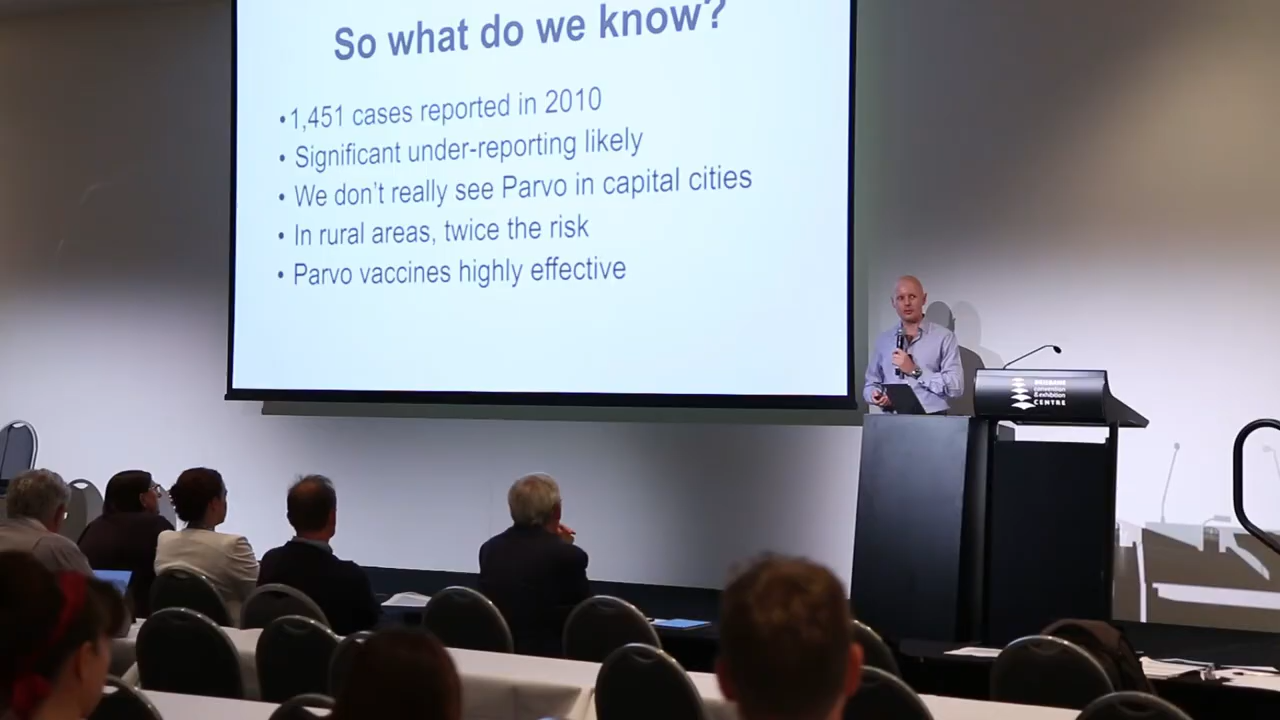 So what do we know?
•1,451 cases reported in 2010
• Significant under-reporting likely
• We don't really see Parvo in capital cities
• In rural areas, twice the risk
• Parvo vaccines highly effective
BRISBANE
convention
& exhibition
CENTRE